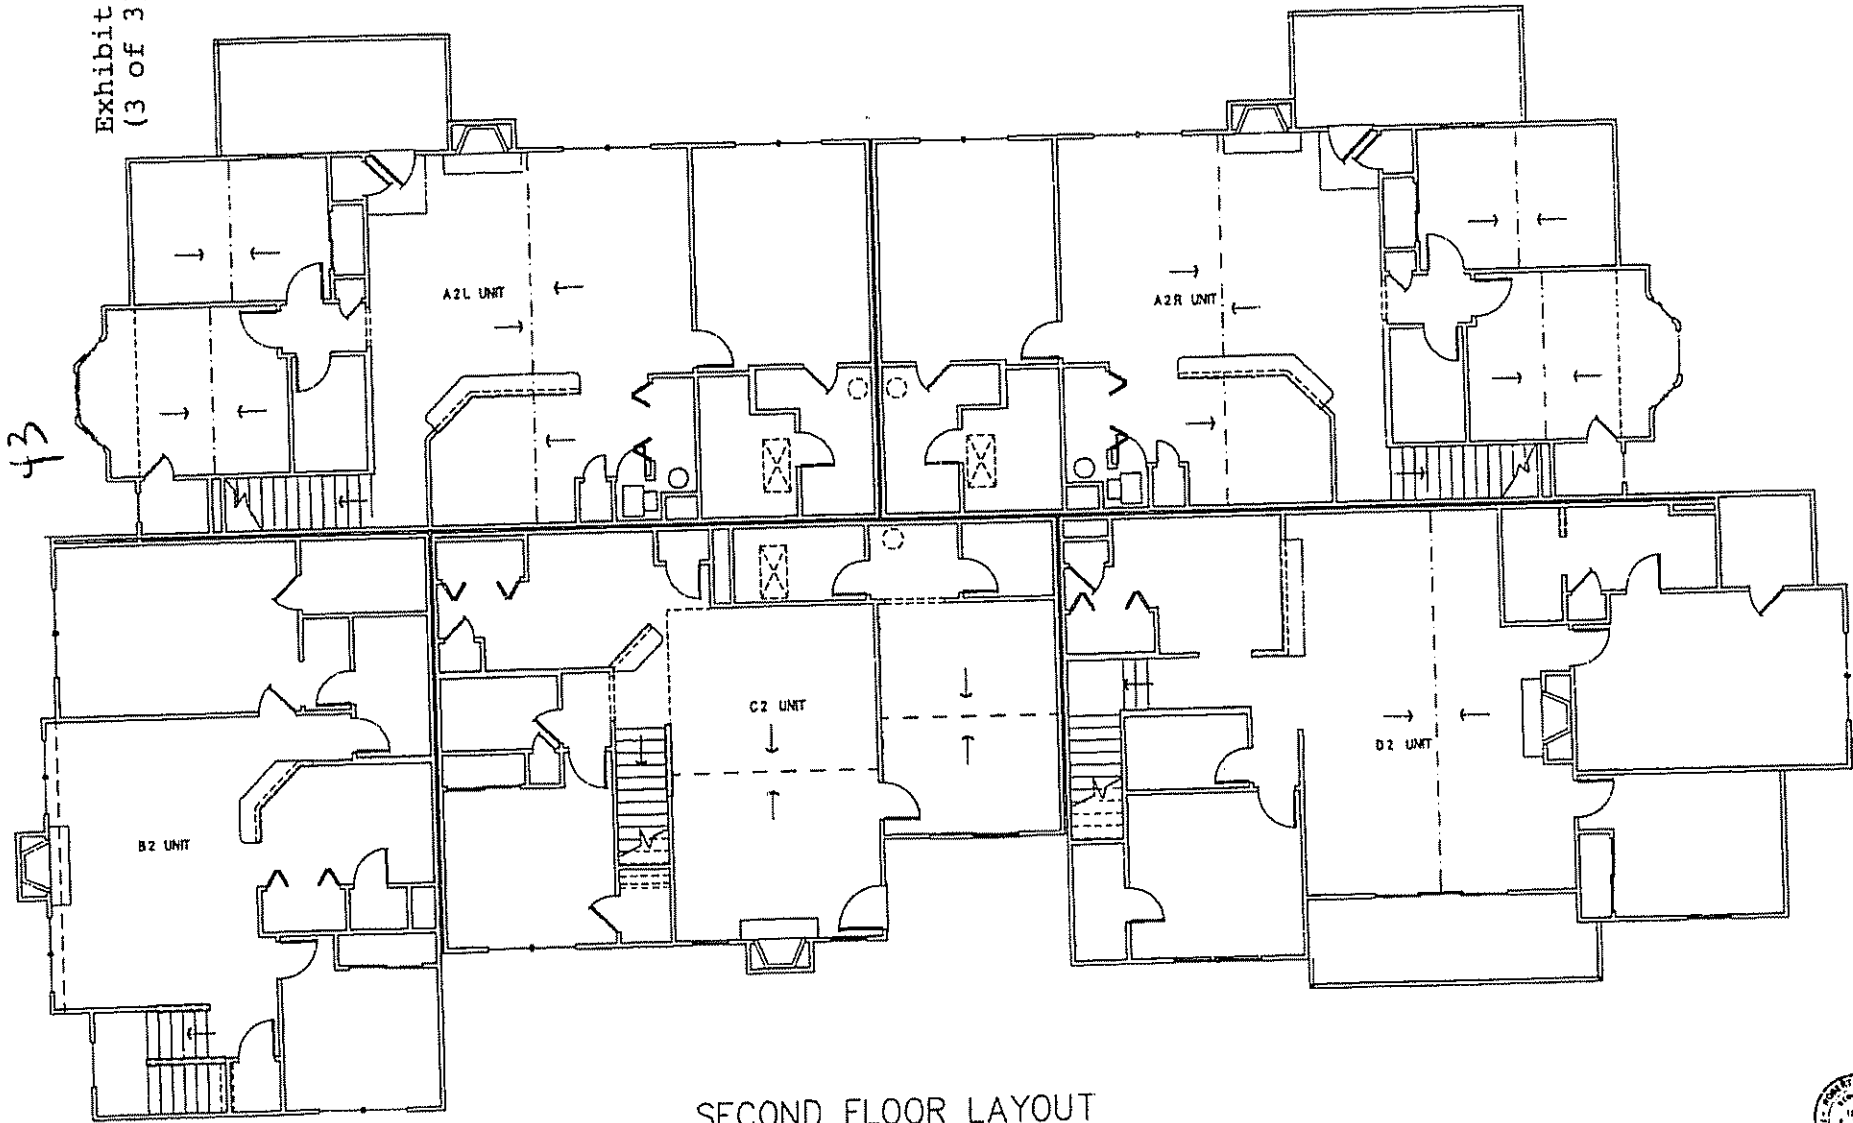 Exhibit
(3 of 3
43
A2L UNIT
A2R UNIT
C2 UNIT
D2 UNIT
B2 UNIT
SECOND FLOOR LAYOUT